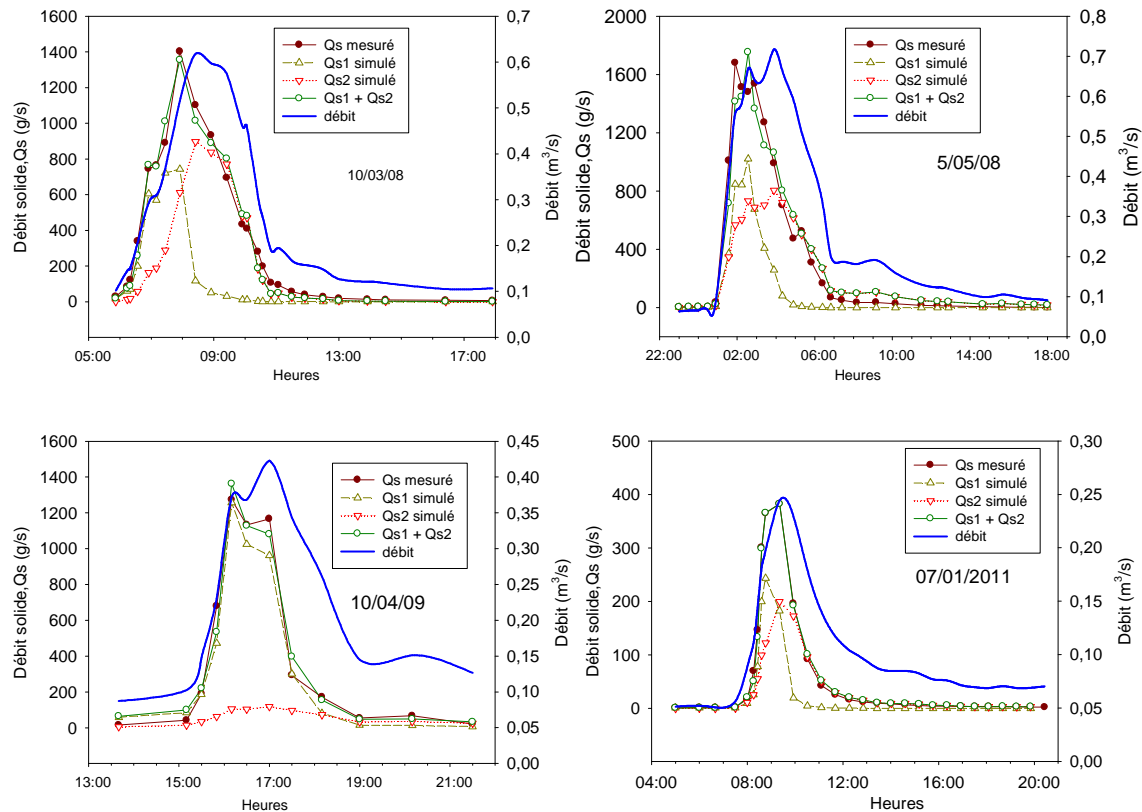 1600
1400
1200
1000
800
600
400
200
0
Débit solide,Qs (g/s)
0,7
0,6
0,5
0,4
0,3
0,2
0,1
0,0
Débit (m³/s)
05:00 09:00 13:00 17:00
Heures
Qs mesuré
Qs1 simulé
Qs2 simulé
Qs1 + Qs2
débit
10/03/08
2000
1600
1200
800
400
0
Débit solide,Qs (g/s)
0,8
0,7
0,6
0,5
0,4
0,3
0,2
0,1
0,0
Débit (m³/s)
22:00 02:00 06:00 10:00 14:00 18:00
Heures
Qs mesuré
Qs1 simulé
Qs2 simulé
Qs1 + Qs2
débit
5/05/08
1600
1400
1200
1000
800
600
400
200
0
Débit solide,Qs (g/s)
0,45
0,40
0,35
0,30
0,25
0,20
0,15
0,10
0,05
0,00
Débit (m³/s)
13:00 15:00 17:00 19:00 21:00
Heures
Qs mesuré
Qs1 simulé
Qs2 simulé
Qs1 + Qs2
débit
10/04/09
500
400
300
200
100
0
Débit solide,Qs (g/s)
0,30
0,25
0,20
0,15
0,10
0,05
0,00
Débit (m³/s)
04:00 08:00 12:00 16:00 20:00
Heures
Qs mesuré
Qs1 simulé
Qs2 simulé
Qs1 + Qs2
débit
07/01/2011